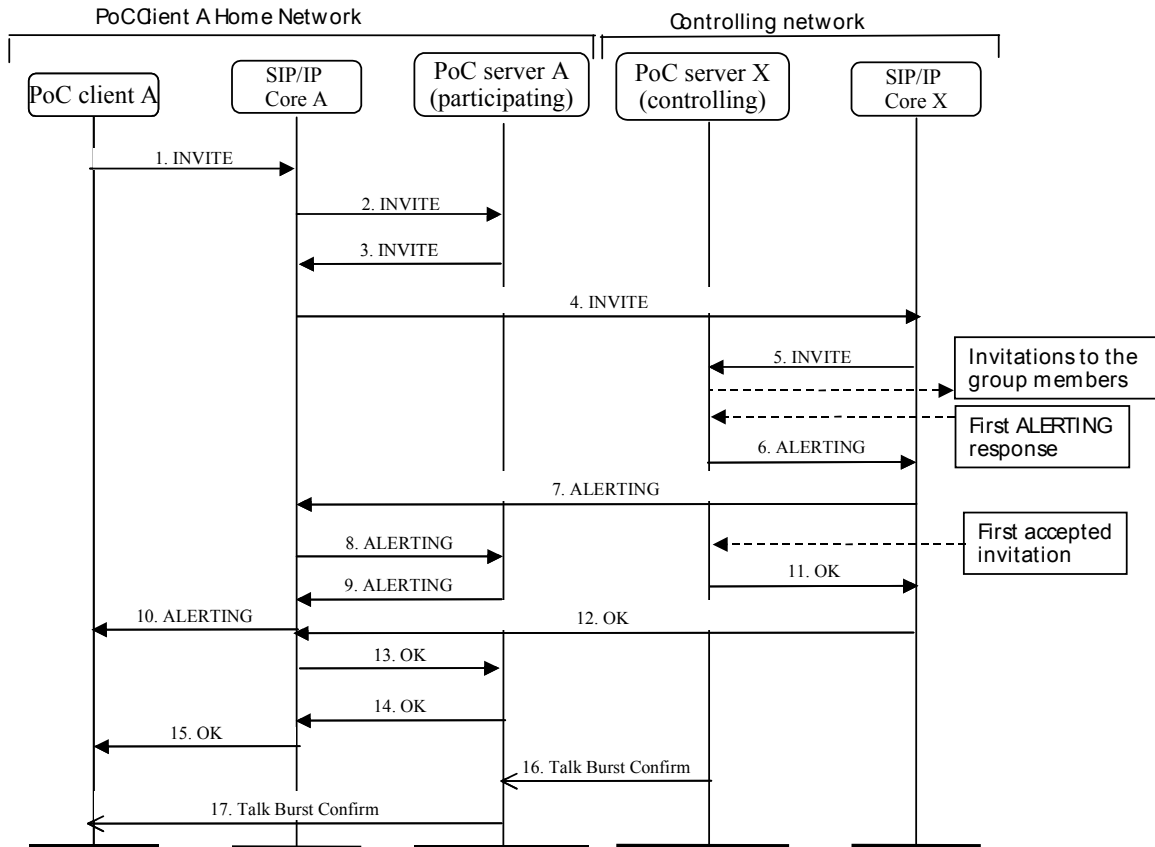 PoCClient A Home Network
Controlling network
PoC client A
SIP/IP
Core A
PoC server A
(participating)
PoC server X
(controlling)
SIP/IP
Core X
1. INVITE
2. INVITE
3. INVITE
4. INVITE
5. INVITE
Invitations to the
group members
First ALERTING
response
6. ALERTING
7. ALERTING
First accepted
invitation
8. ALERTING
9. ALERTING
11. OK
10. ALERTING
12. OK
13. OK
14. OK
15. OK
16. Talk Burst Confirm
17. Talk Burst Confirm